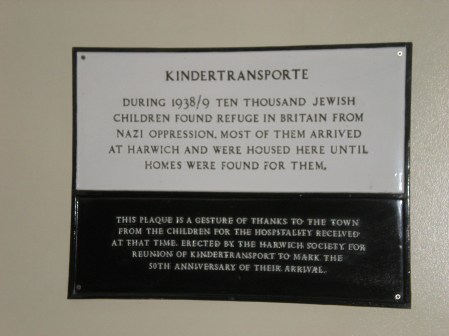 KINDERTRANSPORTE
DURING 1938/9 TEN THOUSAND JEWISH
CHILDREN FOUND REFUGE IN BRITAIN FROM
NAZI OPPRESSION. MOST OF THEM ARRIVED
AT HARWICH AND WERE HOUSED HERE UNTIL
HOMES WERE FOUND FOR THEM.
THIS PLAQUE IS A GESTURE OF THANKS TO THE TOWN
FROM THE CHILDREN FOR THE HOSPITALITY RECEIVED
AT THAT TIME. ERECTED BY THE HARWICH SOCIETY FOR
REUNION OF KINDERTRANSPORT TO MARK THE
50TH ANNIVERSARY OF THEIR ARRIVAL.